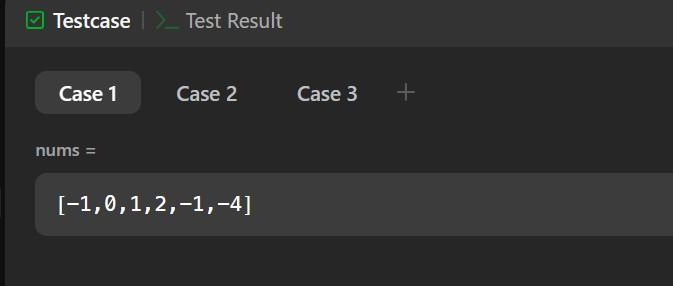 Testcase | >_ Test Result
Case 1 Case 2 Case 3 +
nums =
[-1,0,1,2,-1,-4]